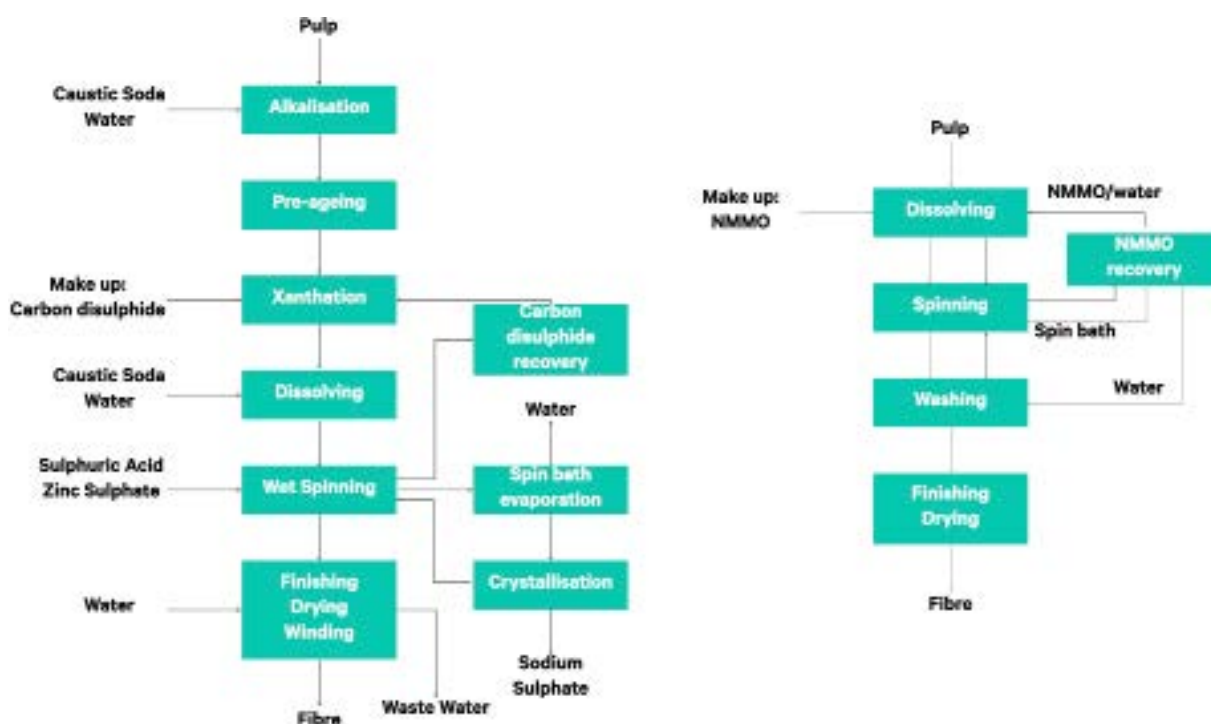 Pulp
Caustic Soda
Water
Alkalisation
Pre-ageing
Make up:
Carbon disulphide
Xanthation
Carbon
disulphide
recovery
Caustic Soda
Water
Dissolving
Water
Sulphuric Acid
Zinc Sulphate
Wet Spinning
Spin bath
evaporation
Water
Finishing
Drying
Winding
Crystallisation
Sodium
Sulphate
Waste Water
Fibre
Pulp
Make up:
NMMO
Dissolving
NMMO/water
NMMO
recovery
Spinning
Spin bath
Washing
Water
Finishing
Drying
Fibre